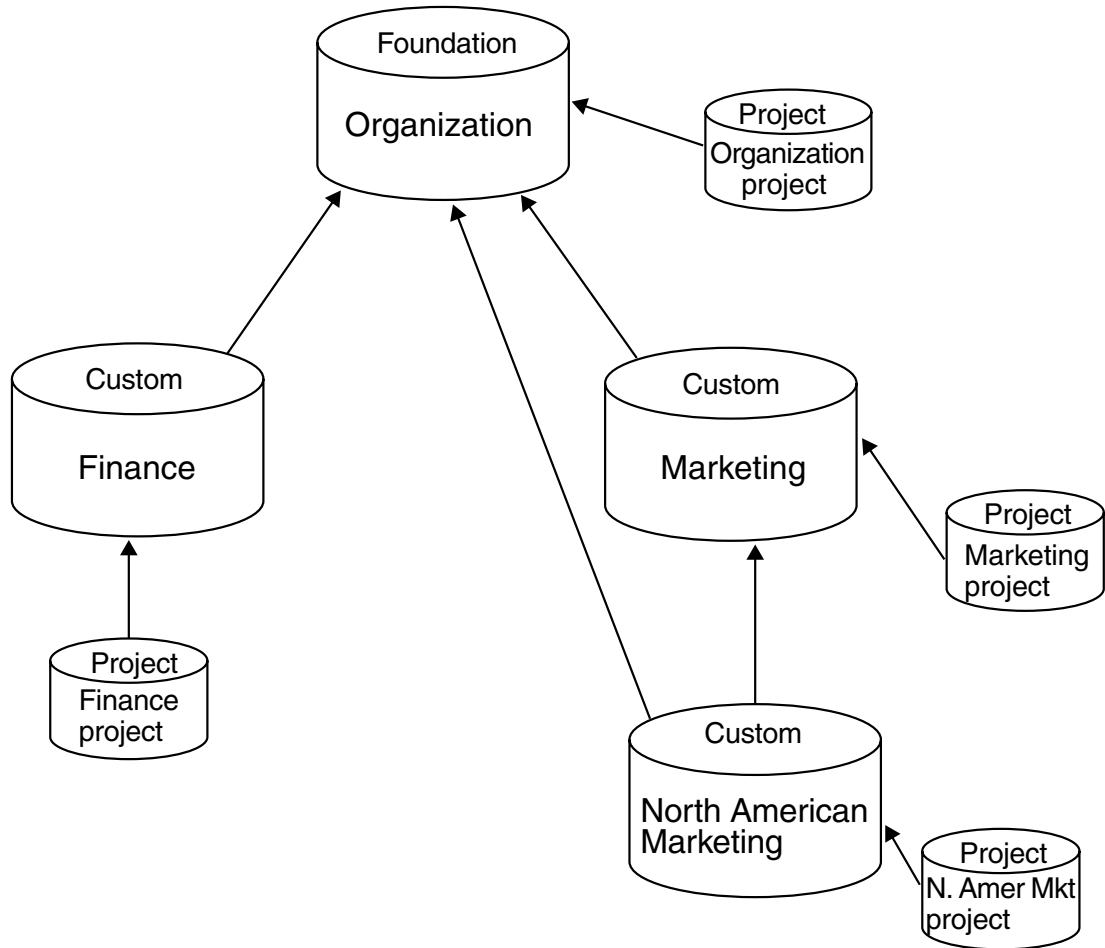 Foundation
Organization
Project
Organization
project
Custom
Finance
Custom
Marketing
Project
Marketing
project
Project
Finance
project
Custom
North American
Marketing
Project
N. Amer Mkt
project